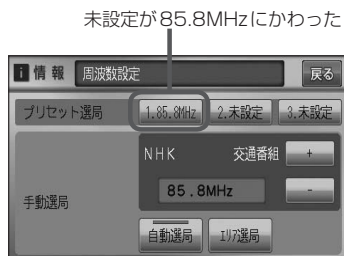 未設定が85.8MHzにかわった
i 情報 周波数設定 戻る
プリセット選局 1.85.8MHz 2.未設定 3.未設定
NHK 交通番組 +
手動選局 85.8MHz -
自動選局 エリア選局